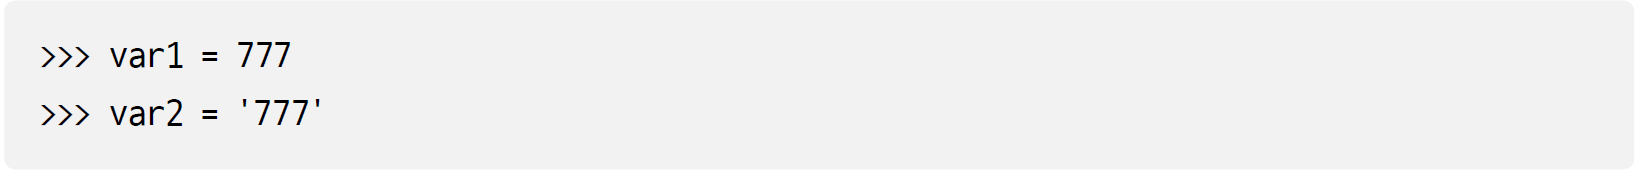 >>> var1 = 777
>>> var2 = '777'